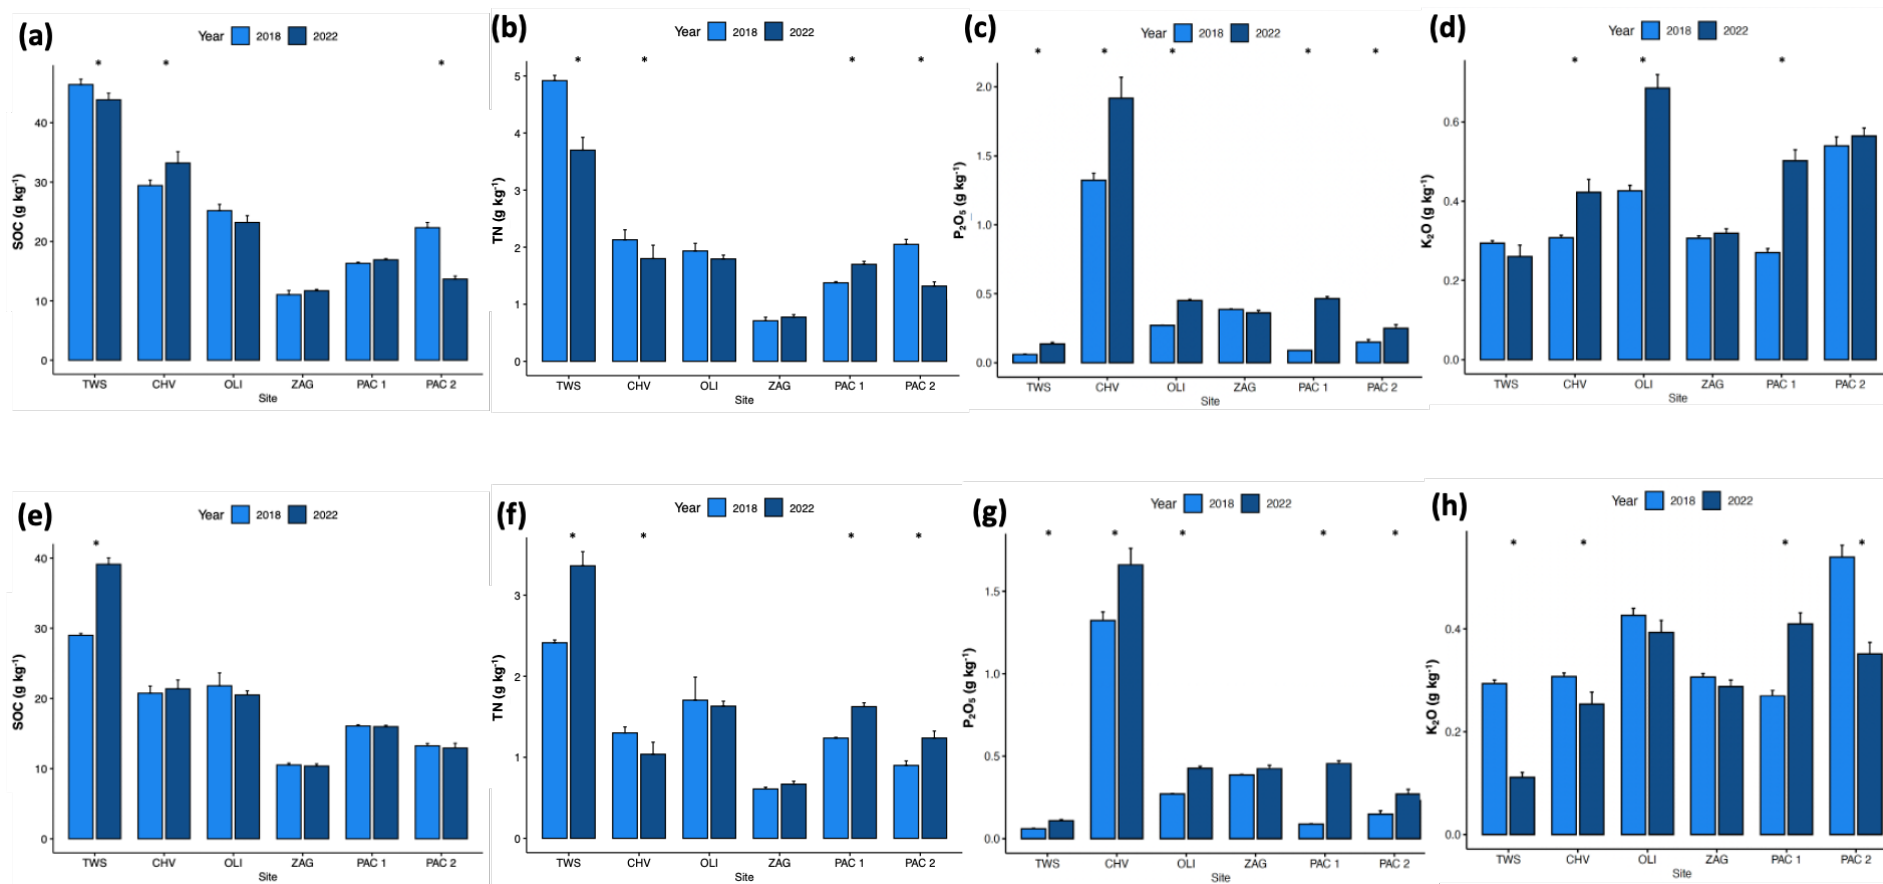 (a)
Year 2018 2022
* * *
SOC (g kg⁻¹)
40
30
20
10
0
TWS CHV OLI ZAG PAC 1 PAC 2
Site
(b)
Year 2018 2022
* * * *
TN (g kg⁻¹)
5
4
3
2
1
0
TWS CHV OLI ZAG PAC 1 PAC 2
Site
(c)
Year 2018 2022
* * * * *
P₂O₅ (g kg⁻¹)
2.0
1.5
1.0
0.5
0.0
TWS CHV OLI ZAG PAC 1 PAC 2
Site
(d)
Year 2018 2022
* * *
K₂O (g kg⁻¹)
0.6
0.4
0.2
0.0
TWS CHV OLI ZAG PAC 1 PAC 2
Site
(e)
Year 2018 2022
*
SOC (g kg⁻¹)
40
30
20
10
0
TWS CHV OLI ZAG PAC 1 PAC 2
Site
(f)
Year 2018 2022
* * * *
TN (g kg⁻¹)
3
2
1
0
TWS CHV OLI ZAG PAC 1 PAC 2
Site
(g)
Year 2018 2022
* * * * *
P₂O₅ (g kg⁻¹)
1.5
1.0
0.5
0.0
TWS CHV OLI ZAG PAC 1 PAC 2
Site
(h)
Year 2018 2022
* * * *
K₂O (g kg⁻¹)
0.4
0.2
0.0
TWS CHV OLI ZAG PAC 1 PAC 2
Site